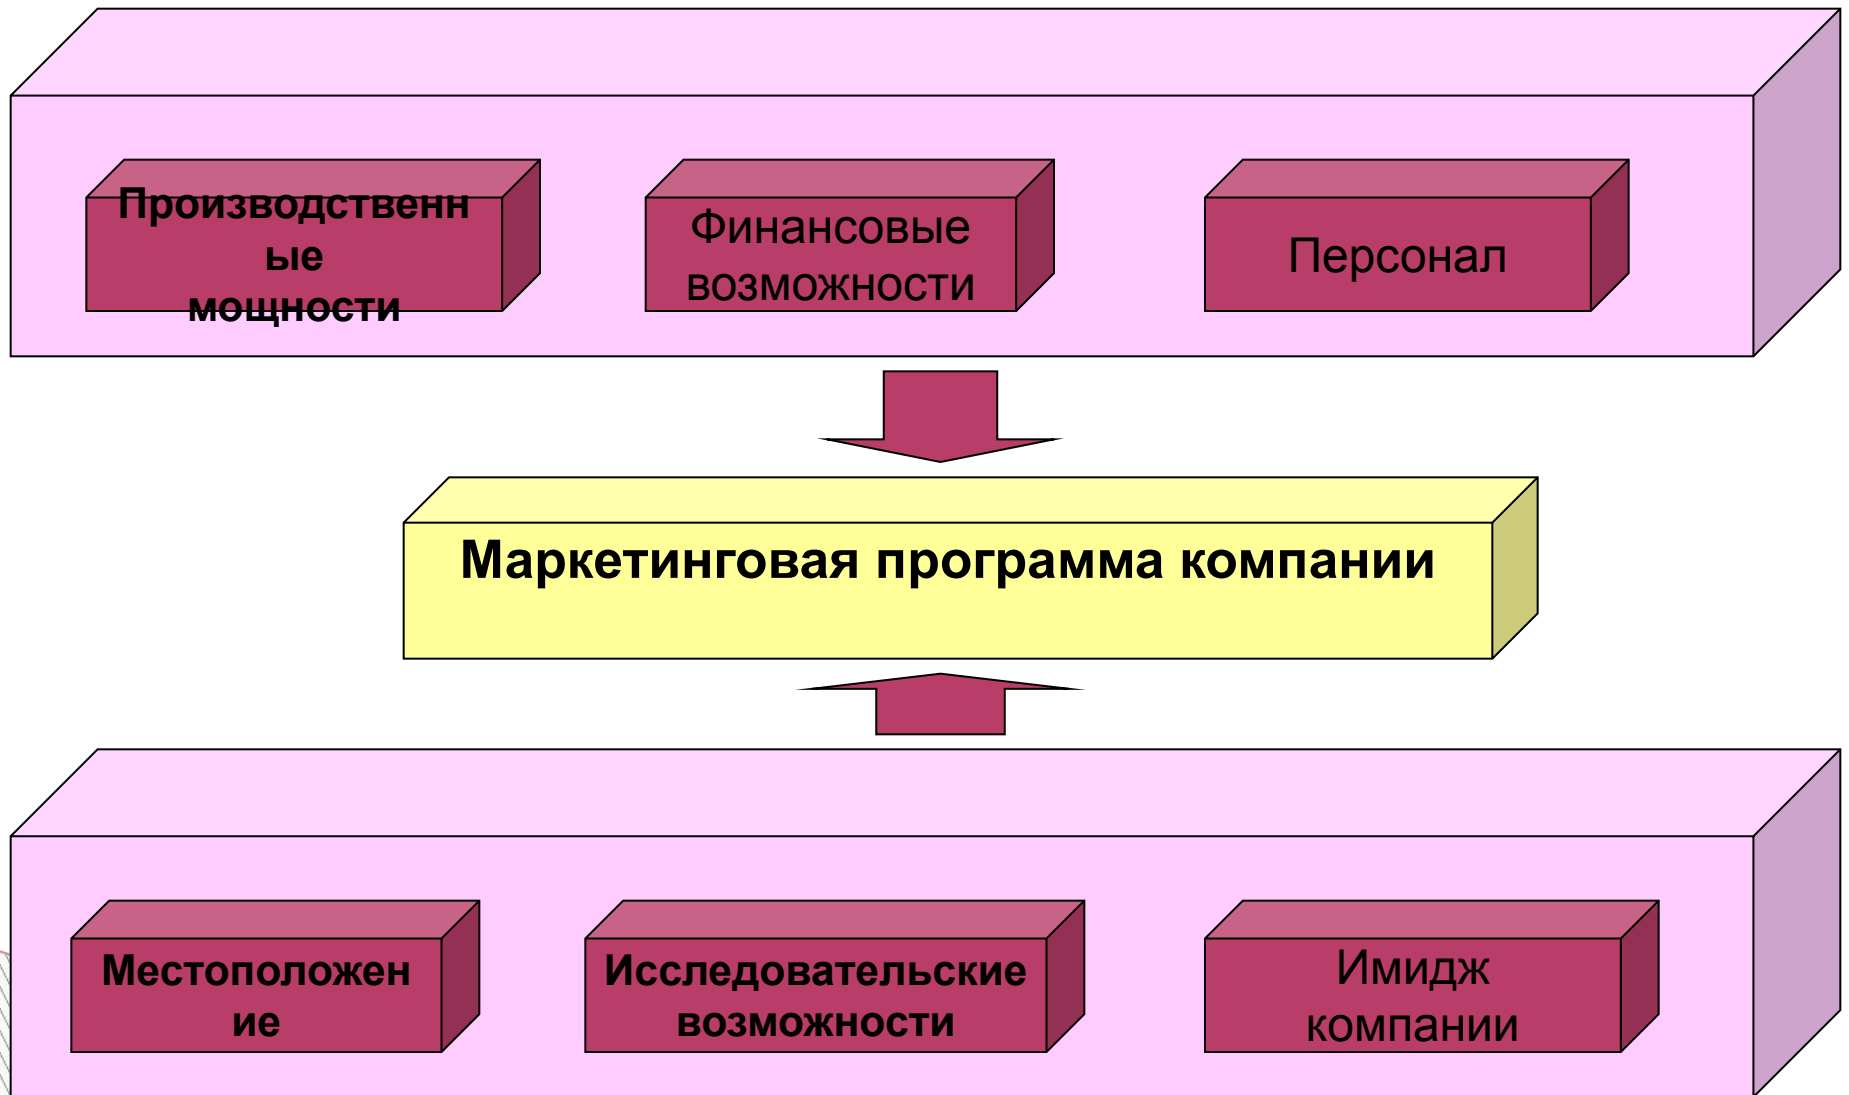 Производственн
ые
мощности
Финансовые
возможности
Персонал
Маркетинговая программа компании
Местоположен
ие
Исследовательские
возможности
Имидж
компании